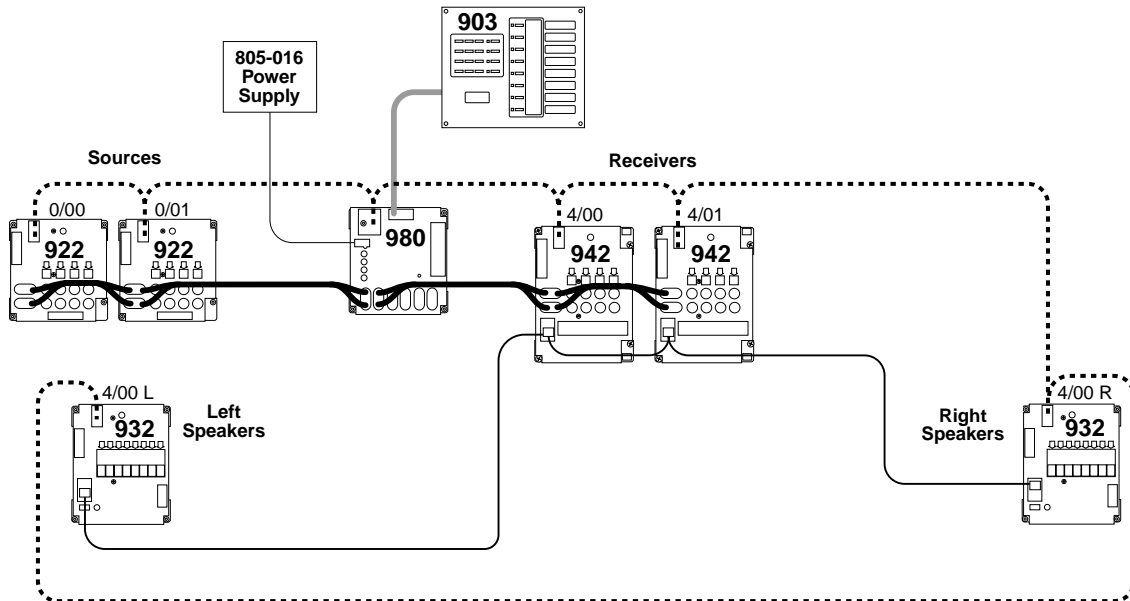 903
805-016
Power
Supply
Sources
Receivers
0/00
0/01
4/00
4/01
922
922
980
942
942
4/00 L
Left
Speakers
932
4/00 R
Right
Speakers
932